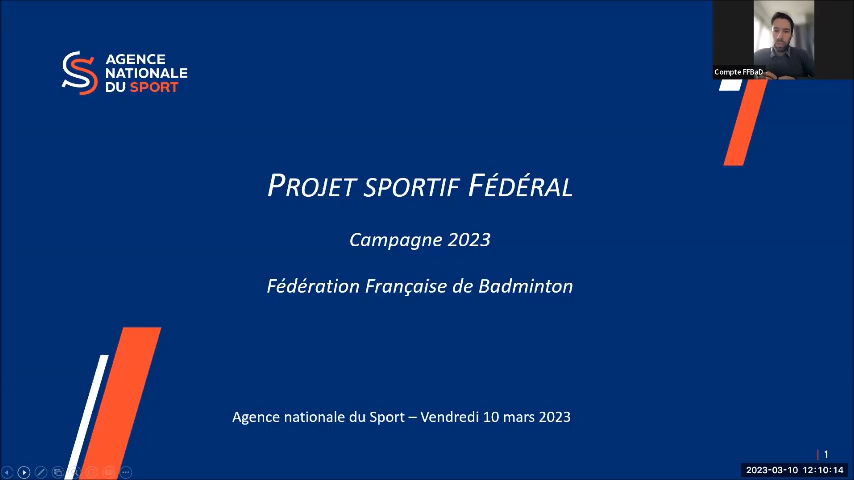 AGENCE
NATIONALE
DU SPORT
Compte FFBaD
PROJET SPORTIF FÉDÉRAL
Campagne 2023
Fédération Française de Badminton
Agence nationale du Sport – Vendredi 10 mars 2023
1
2023-03-10 12:10:14